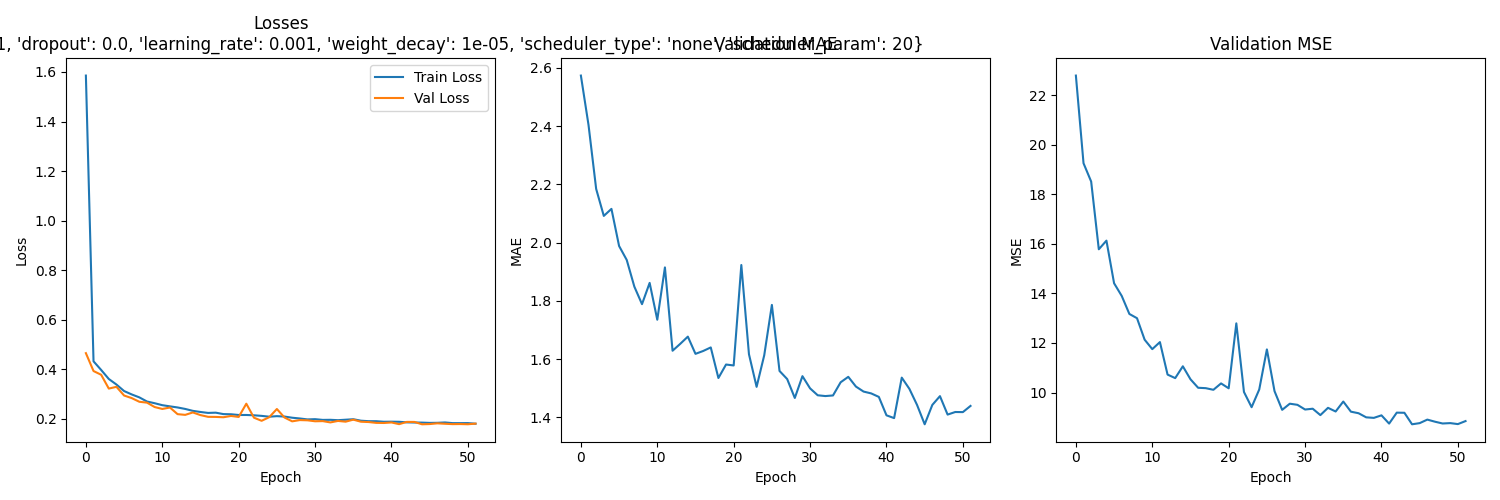 Losses
1, 'dropout': 0.0, 'learning_rate': 0.001, 'weight_decay': 1e-05, 'scheduler_type': 'none', 'scheduler_param': 20}
Validation MAE
Validation MSE
Train Loss
Val Loss
1.6
1.4
1.2
1.0
0.8
0.6
0.4
0.2
Loss
0 10 20 30 40 50
Epoch
2.6
2.4
2.2
2.0
1.8
1.6
1.4
MAE
0 10 20 30 40 50
Epoch
22
20
18
16
14
12
10
MSE
0 10 20 30 40 50
Epoch